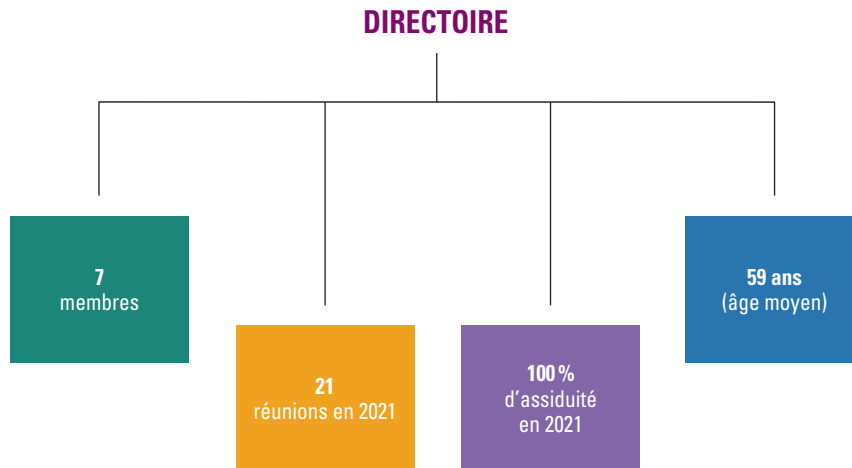 DIRECTOIRE
7
membres
21
réunions en 2021
100 %
d'assiduité
en 2021
59 ans
(âge moyen)